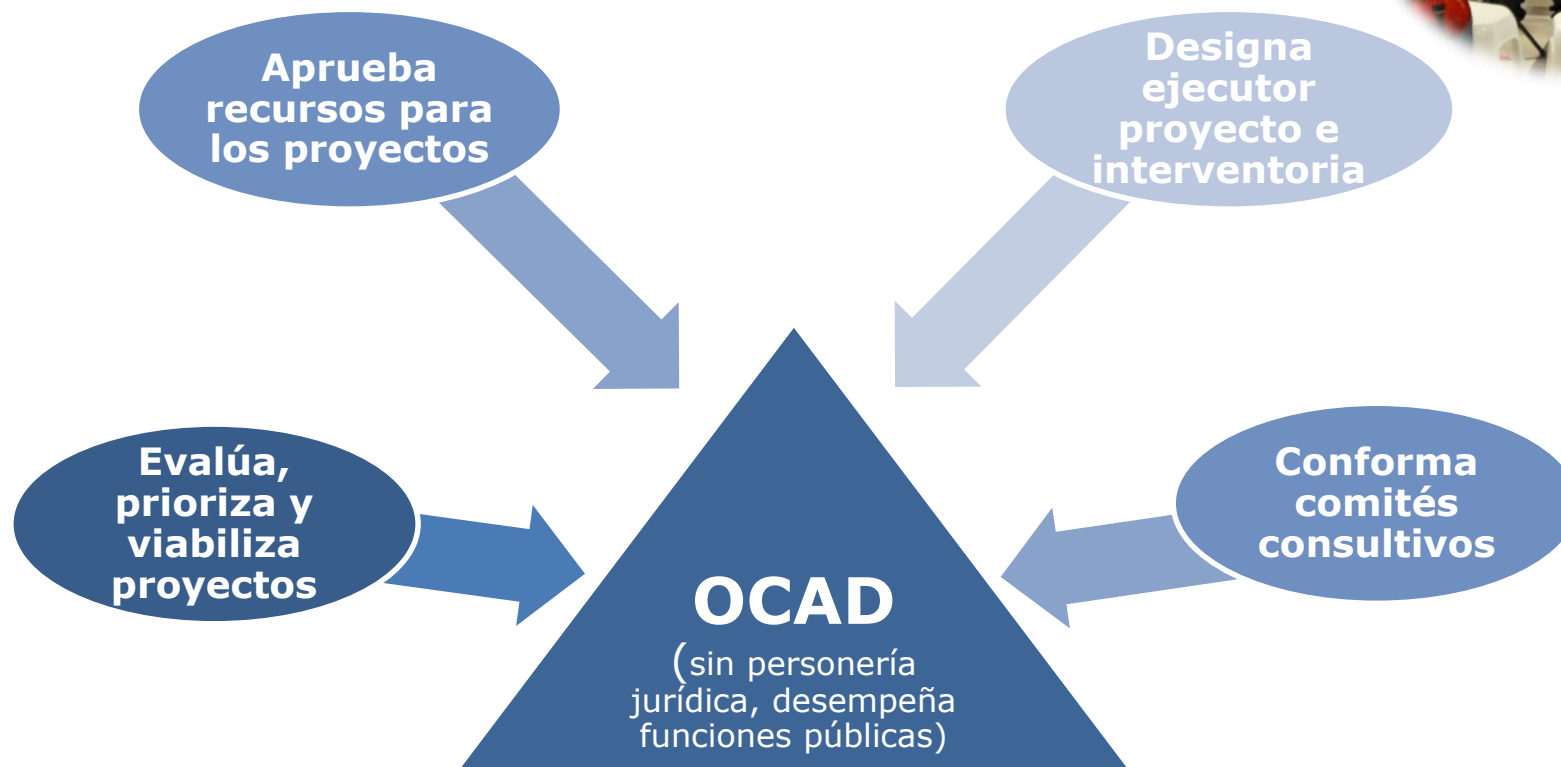 Aprueba
recursos para
los proyectos
Designa
ejecutor
proyecto e
interventoria
Evalúa,
prioriza y
viabiliza
proyectos
Conforma
comités
consultivos
OCAD
(sin personería
jurídica, desempeña
funciones públicas)